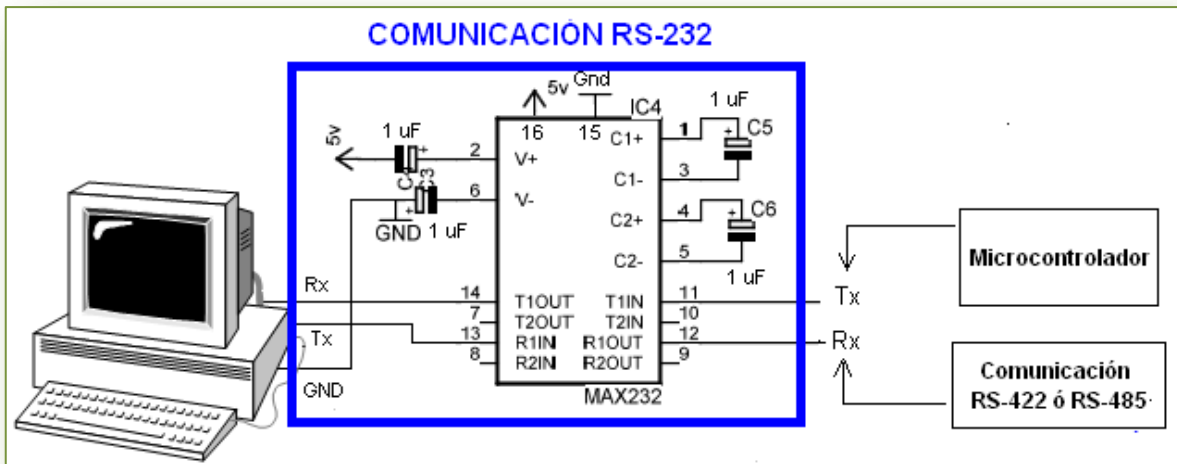 COMUNICACIÓN RS-232
5v
Gnd
IC4
16
15
5v
1 uF
C4
2
V+
C3
6
V-
GND
1 uF
C1+
1
1 uF
C5
C1-
3
C2+
4
C6
C2-
5
1 uF
Rx
14
T1OUT
T1IN
11
Tx
7
T2OUT
T2IN
10
Tx
13
R1IN
R1OUT
12
Rx
8
R2IN
R2OUT
9
GND
MAX232
Microcontrolador
Comunicación
RS-422 ó RS-485